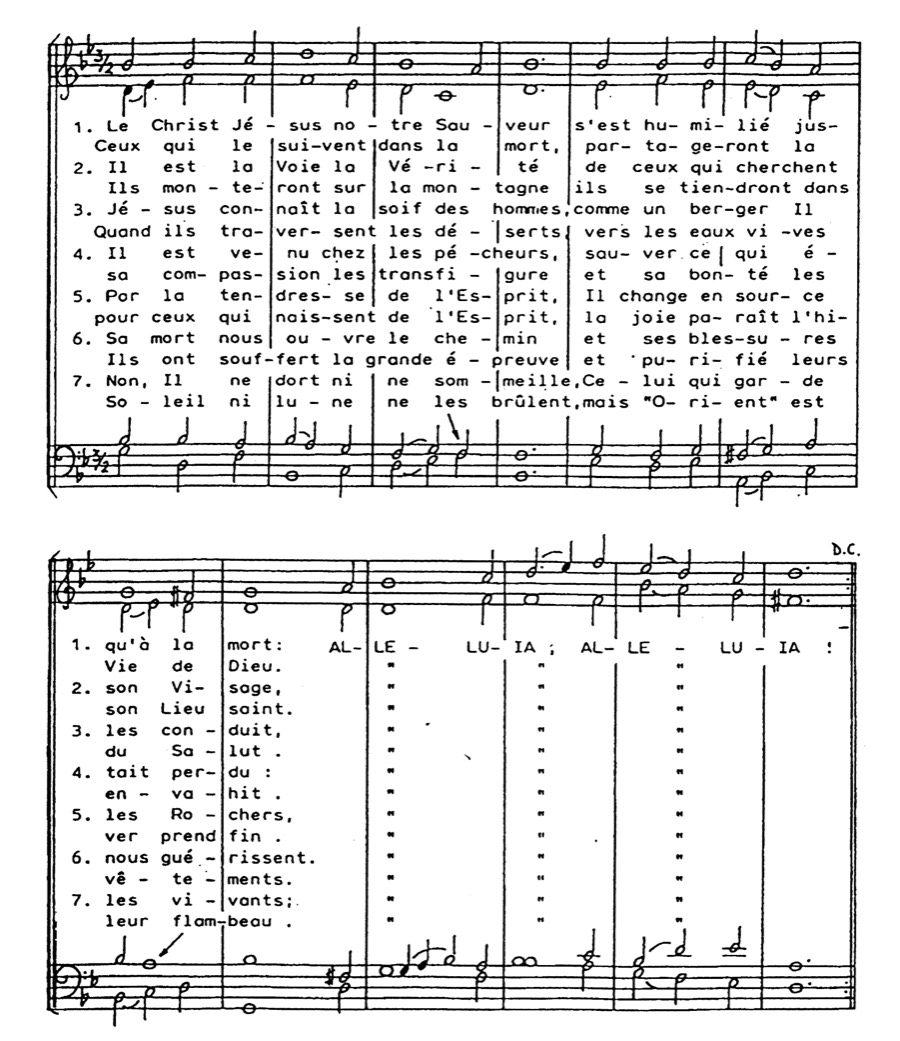 3/2
1. Le Christ Jé - sus no - tre Sau - veur s'est hu- mi- lié jus-
Ceux qui le sui-vent dans la mort, par- ta- ge-ront la
2. Il est la Voie la Vé -ri - té de ceux qui cherchent
Ils mon - te- ront sur la mon - tagne ils se tien-dront dans
3. Jé - sus con- naît la soif des hommes, comme un ber-ger Il
Quand ils tra- ver- sent les dé - serts, vers les eaux vi -ves
4. Il est ve- nu chez les pé -cheurs, sau- ver ce qui é -
sa com- pas- sion les transfi - gure et sa bon- té les
5. Par la ten- dres- se de l'Es- prit, Il change en sour- ce
pour ceux qui nais-sent de l'Es- prit, la joie pa- raît l'hi-
6. Sa mort nous ou - vre le che - min et ses bles-su - res
Ils ont souf-fert la grande é - preuve et pu- ri- fié leurs
7. Non, Il ne dort ni ne som - meille, Ce - lui qui gar - de
So - leil ni lu - ne ne les brûlent, mais "O- ri- ent" est
3/2
D.C.
1. qu'à la mort: AL- LE - LU- IA ; AL- LE - LU - IA !
Vie de Dieu. " " "
2. son Vi- sage, " " "
son Lieu saint. " " "
3. les con - duit, " " "
du Sa - lut . " " "
4. tait per- du : " " "
en - va - hit . " " "
5. les Ro - chers, " " "
ver prend fin . " " "
6. nous gué - rissent. " " "
vê - te - ments. " " "
7. les vi - vants; " " "
leur flam-beau . " " "